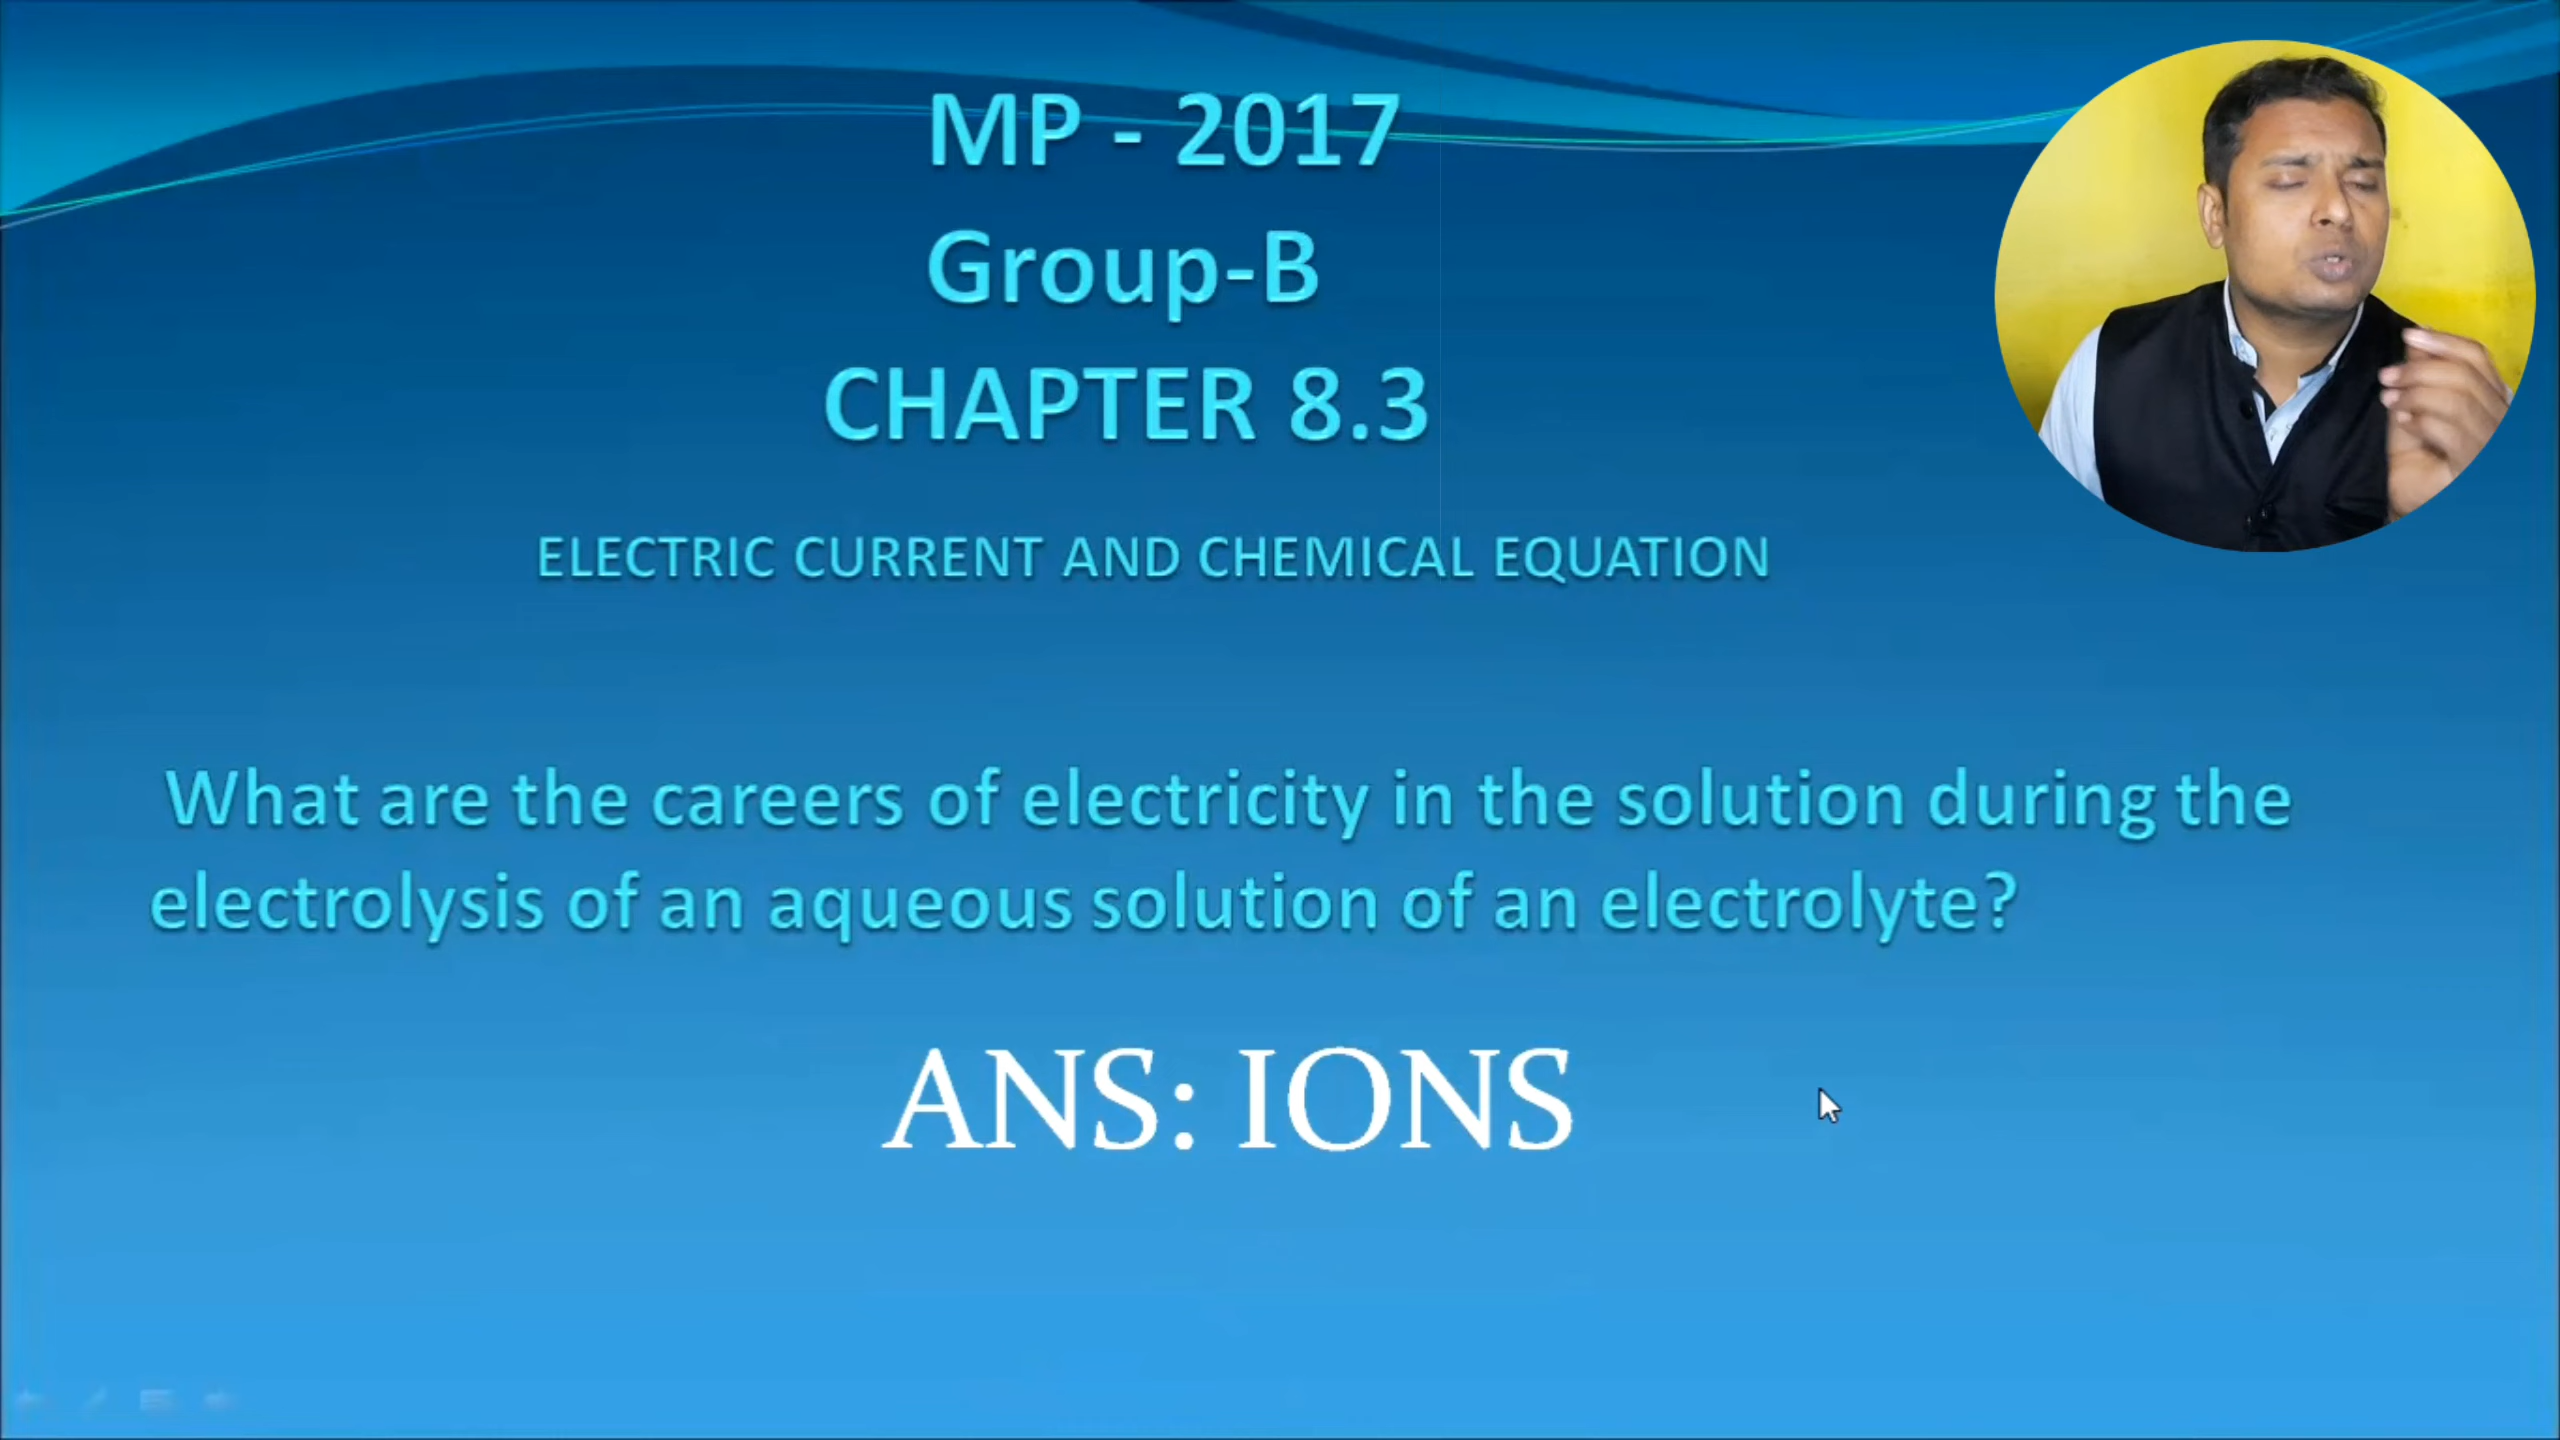 MP - 2017
Group-B
CHAPTER 8.3
ELECTRIC CURRENT AND CHEMICAL EQUATION
What are the careers of electricity in the solution during the
electrolysis of an aqueous solution of an electrolyte?
ANS: IONS